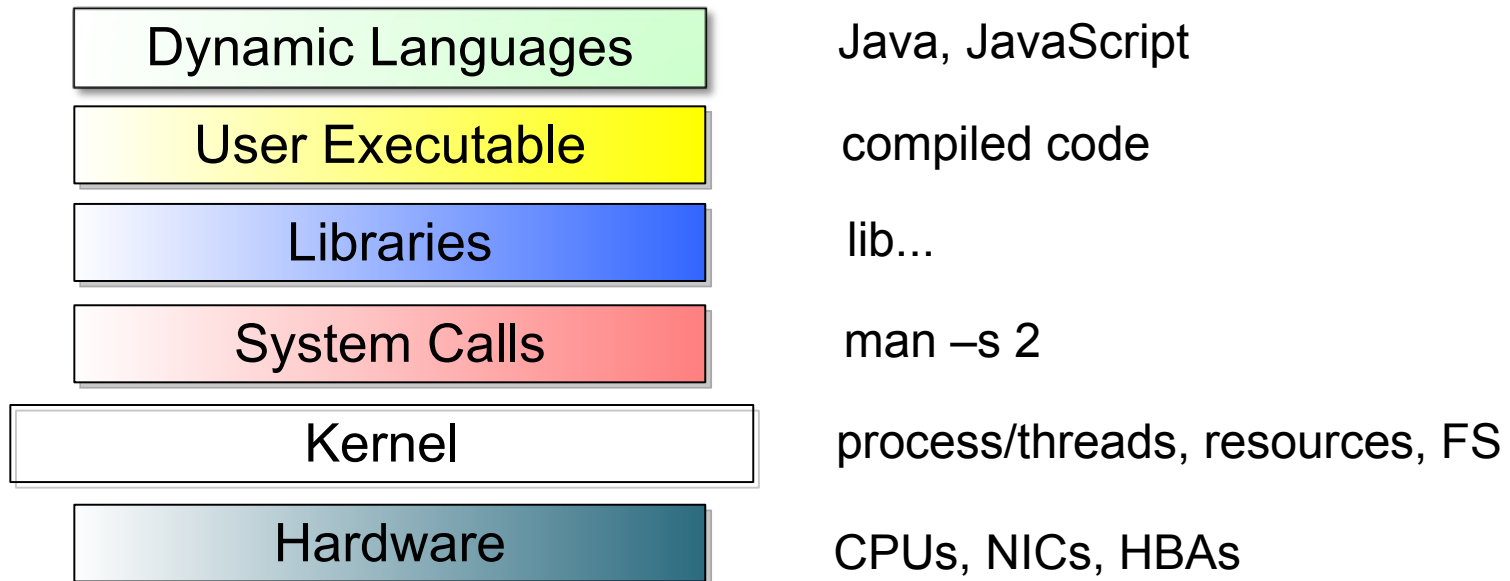 Dynamic Languages Java, JavaScript
User Executable compiled code
Libraries lib...
System Calls man –s 2
Kernel process/threads, resources, FS
Hardware CPUs, NICs, HBAs